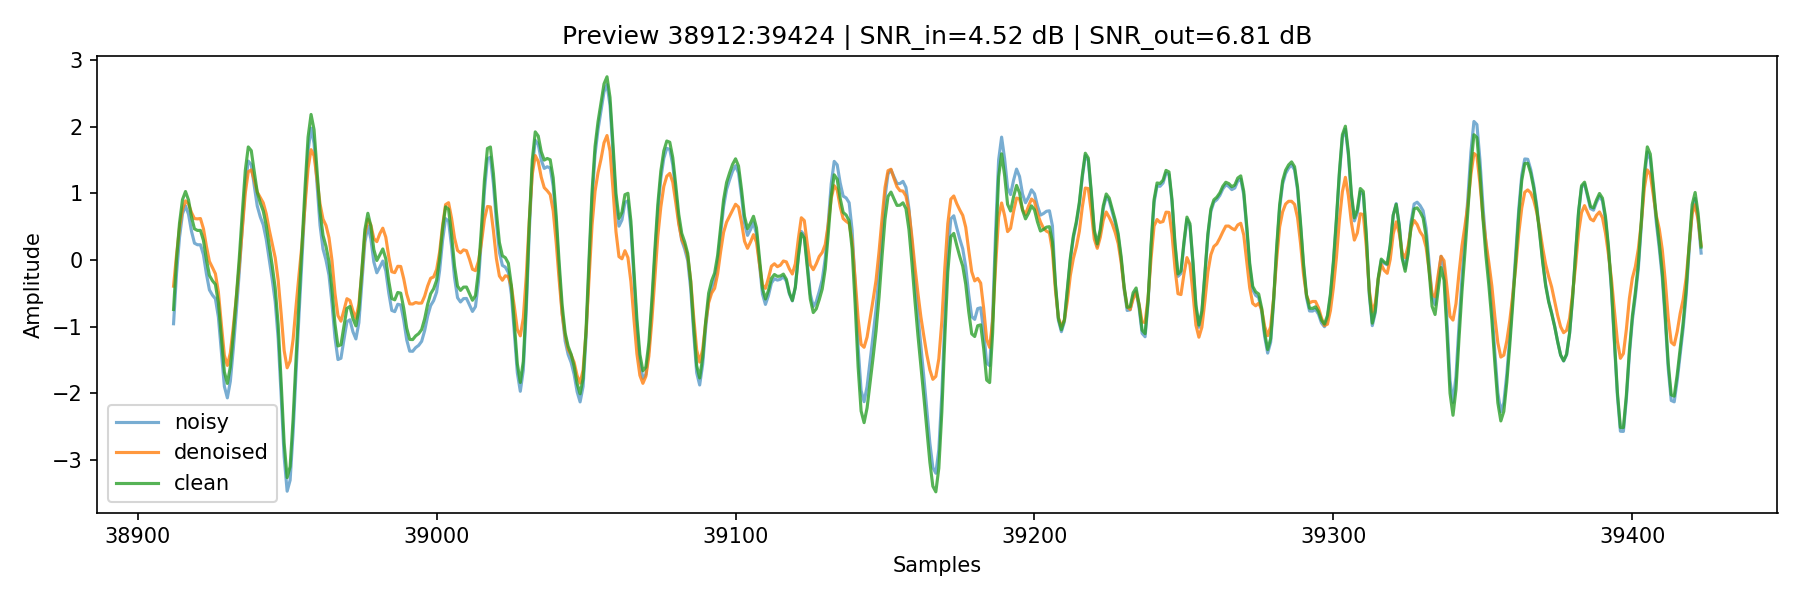 Preview 38912:39424 | SNR_in=4.52 dB | SNR_out=6.81 dB
3
2
1
0
−1
−2
−3
Amplitude
noisy
denoised
clean
38900 39000 39100 39200 39300 39400
Samples